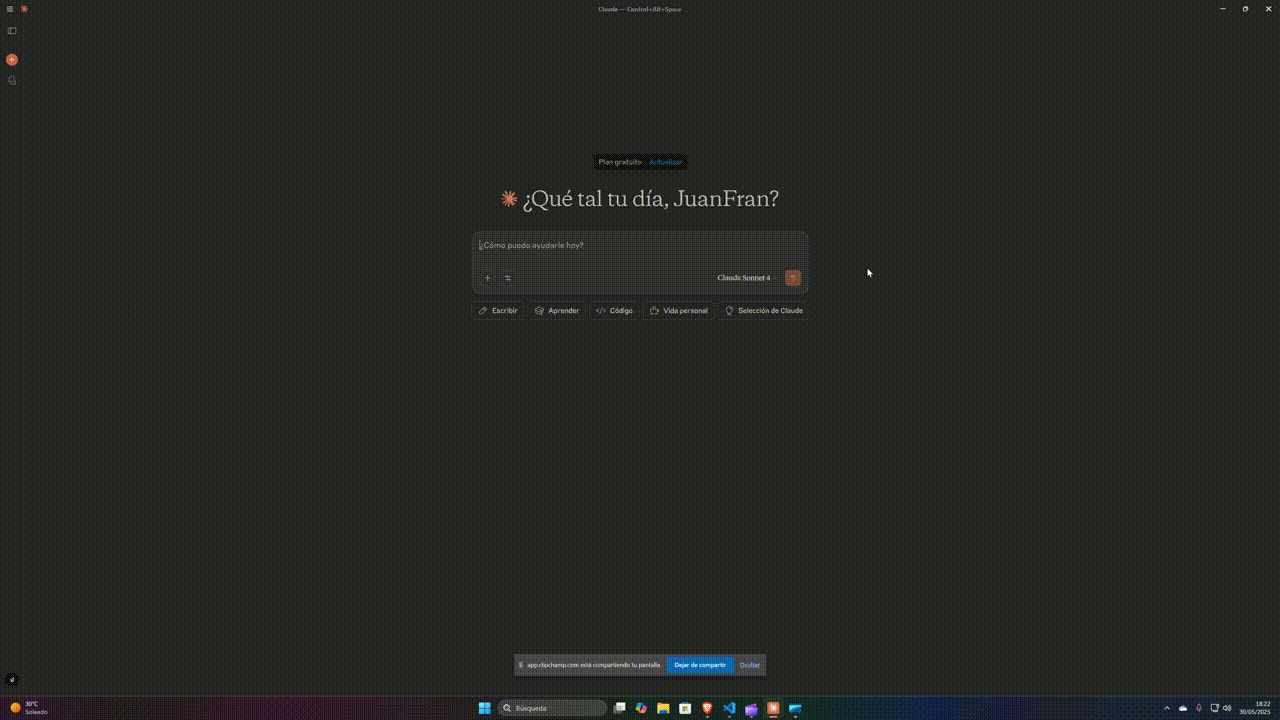 Claude — Control+Alt+Space
Plan gratuito Actualizar
¿Qué tal tu día, JuanFran?
¿Cómo puedo ayudarle hoy?
Claude Sonnet 4
Escribir Aprender Código Vida personal Selección de Claude
app.clipchamp.com está compartiendo tu pantalla. Dejar de compartir Ocultar
J
30°C
Soleado
Búsqueda
18:22
30/05/2025